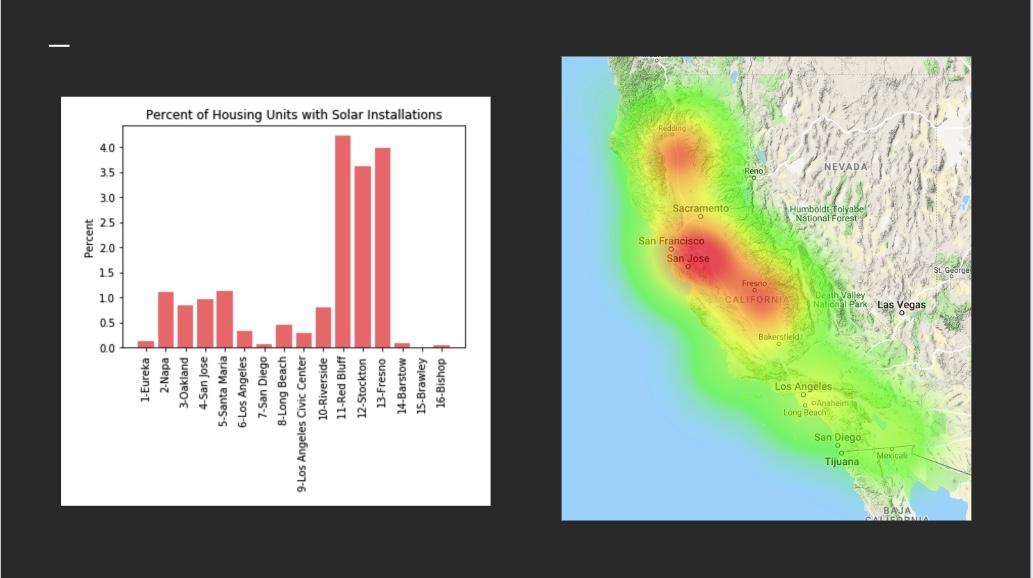 Percent of Housing Units with Solar Installations
Percent
4.0
3.5
3.0
2.5
2.0
1.5
1.0
0.5
0.0
1-Eureka
2-Napa
3-Oakland
4-San Jose
5-Santa Maria
6-Los Angeles
7-San Diego
8-Long Beach
9-Los Angeles Civic Center
10-Riverside
11-Red Bluff
12-Stockton
13-Fresno
14-Barstow
15-Brawley
16-Bishop
Redding
Reno
NEVADA
Sacramento
Humboldt-Toiyabe
National Forest
San Francisco
San Jose
St. George
Fresno
CALIFORNIA
Death Valley
National Park
Las Vegas
Bakersfield
Los Angeles
Anaheim
Long Beach
San Diego
Tijuana
Mexicali
BAJA
CALIFORNIA